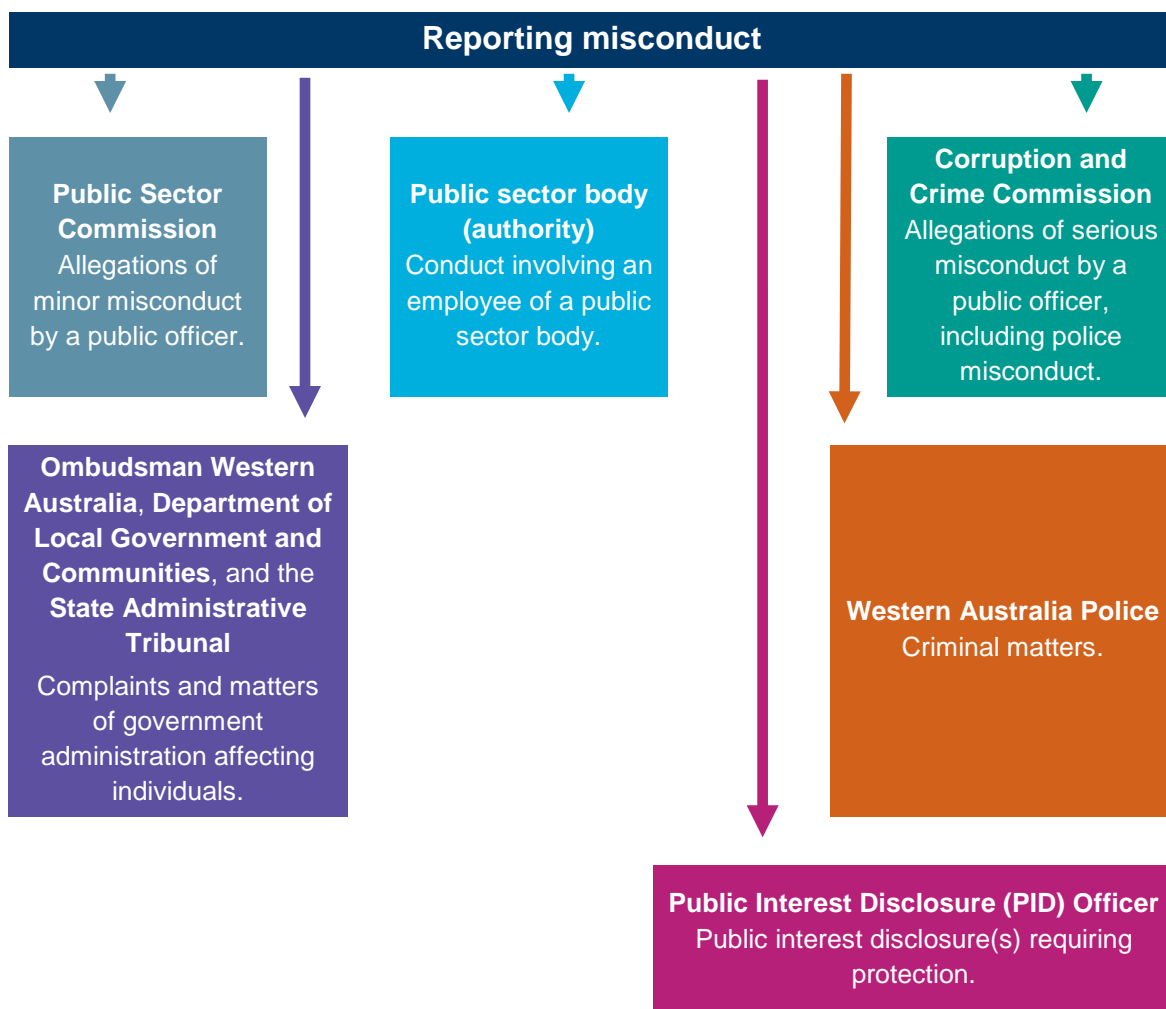 Reporting misconduct
Public Sector
Commission
Allegations of
minor misconduct
by a public officer.
Public sector body
(authority)
Conduct involving an
employee of a public
sector body.
Corruption and
Crime Commission
Allegations of serious
misconduct by a
public officer,
including police
misconduct.
Ombudsman Western
Australia, Department of
Local Government and
Communities, and the
State Administrative
Tribunal
Complaints and matters
of government
administration affecting
individuals.
Western Australia Police
Criminal matters.
Public Interest Disclosure (PID) Officer
Public interest disclosure(s) requiring
protection.